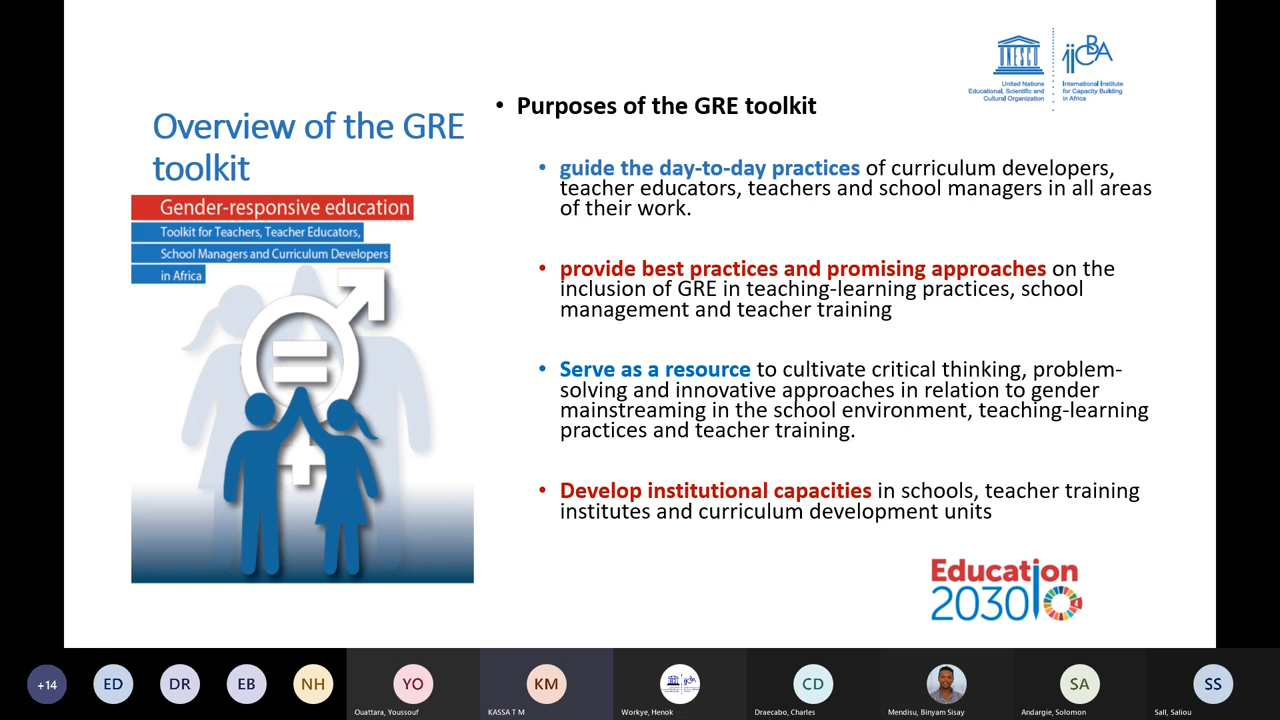 UNESCO
United Nations
Educational, Scientific and
Cultural Organization
iicBA
International Institute
for Capacity Building
in Africa
Overview of the GRE
toolkit
Gender-responsive education
Toolkit for Teachers, Teacher Educators,
School Managers and Curriculum Developers
in Africa
• Purposes of the GRE toolkit
• guide the day-to-day practices of curriculum developers,
teacher educators, teachers and school managers in all areas
of their work.
• provide best practices and promising approaches on the
inclusion of GRE in teaching-learning practices, school
management and teacher training
• Serve as a resource to cultivate critical thinking, problem-
solving and innovative approaches in relation to gender
mainstreaming in the school environment, teaching-learning
practices and teacher training.
• Develop institutional capacities in schools, teacher training
institutes and curriculum development units
Education
2030
+14
ED
DR
EB
NH
YO
Ouattara, Youssouf
KM
KASSA T M
Workye, Henok
CD
Draecabo, Charles
Mendisu, Binyam Sisay
SA
Andargie, Solomon
SS
Sall, Saliou